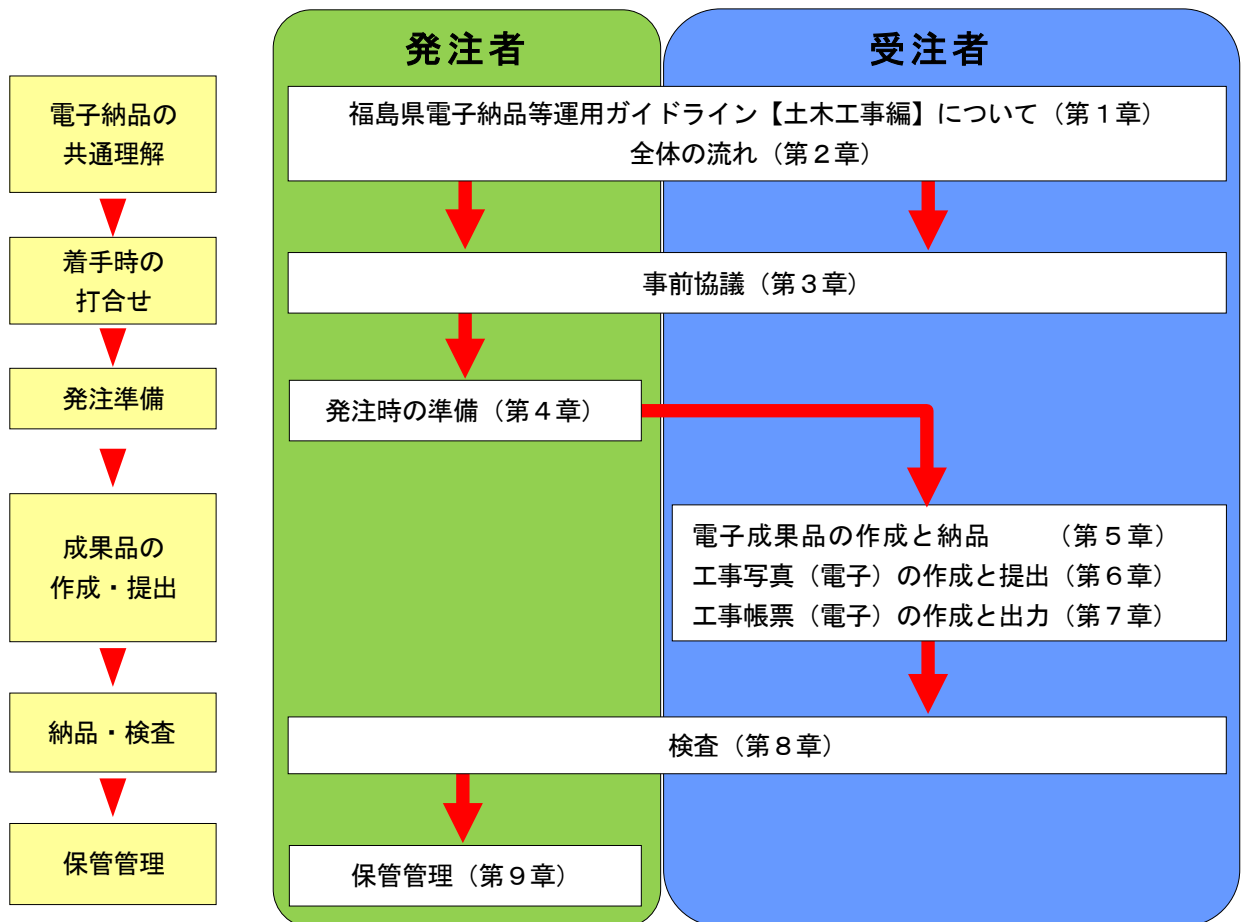 発注者
受注者
電子納品の
共通理解
福島県電子納品等運用ガイドライン【土木工事編】について（第１章）
全体の流れ（第２章）
着手時の
打合せ
事前協議（第３章）
発注準備
発注時の準備（第４章）
成果品の
作成・提出
電子成果品の作成と納品　　（第５章）
工事写真（電子）の作成と提出（第６章）
工事帳票（電子）の作成と出力（第７章）
納品・検査
検査（第８章）
保管管理
保管管理（第９章）